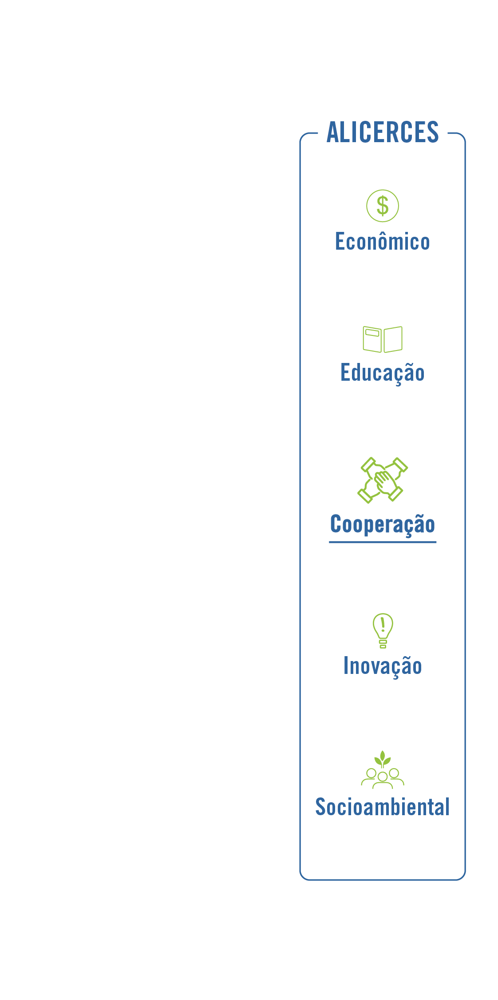 ALICERCES
$
Econômico
Educação
Cooperação
!
Inovação
Socioambiental